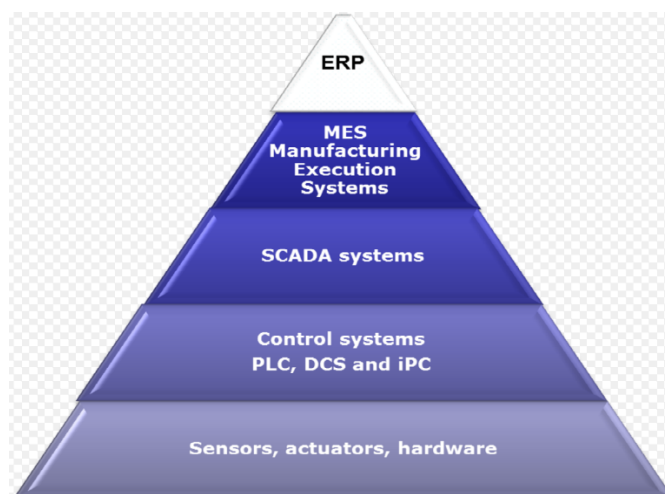 ERP
MES
Manufacturing
Execution
Systems
SCADA systems
Control systems
PLC, DCS and iPC
Sensors, actuators, hardware